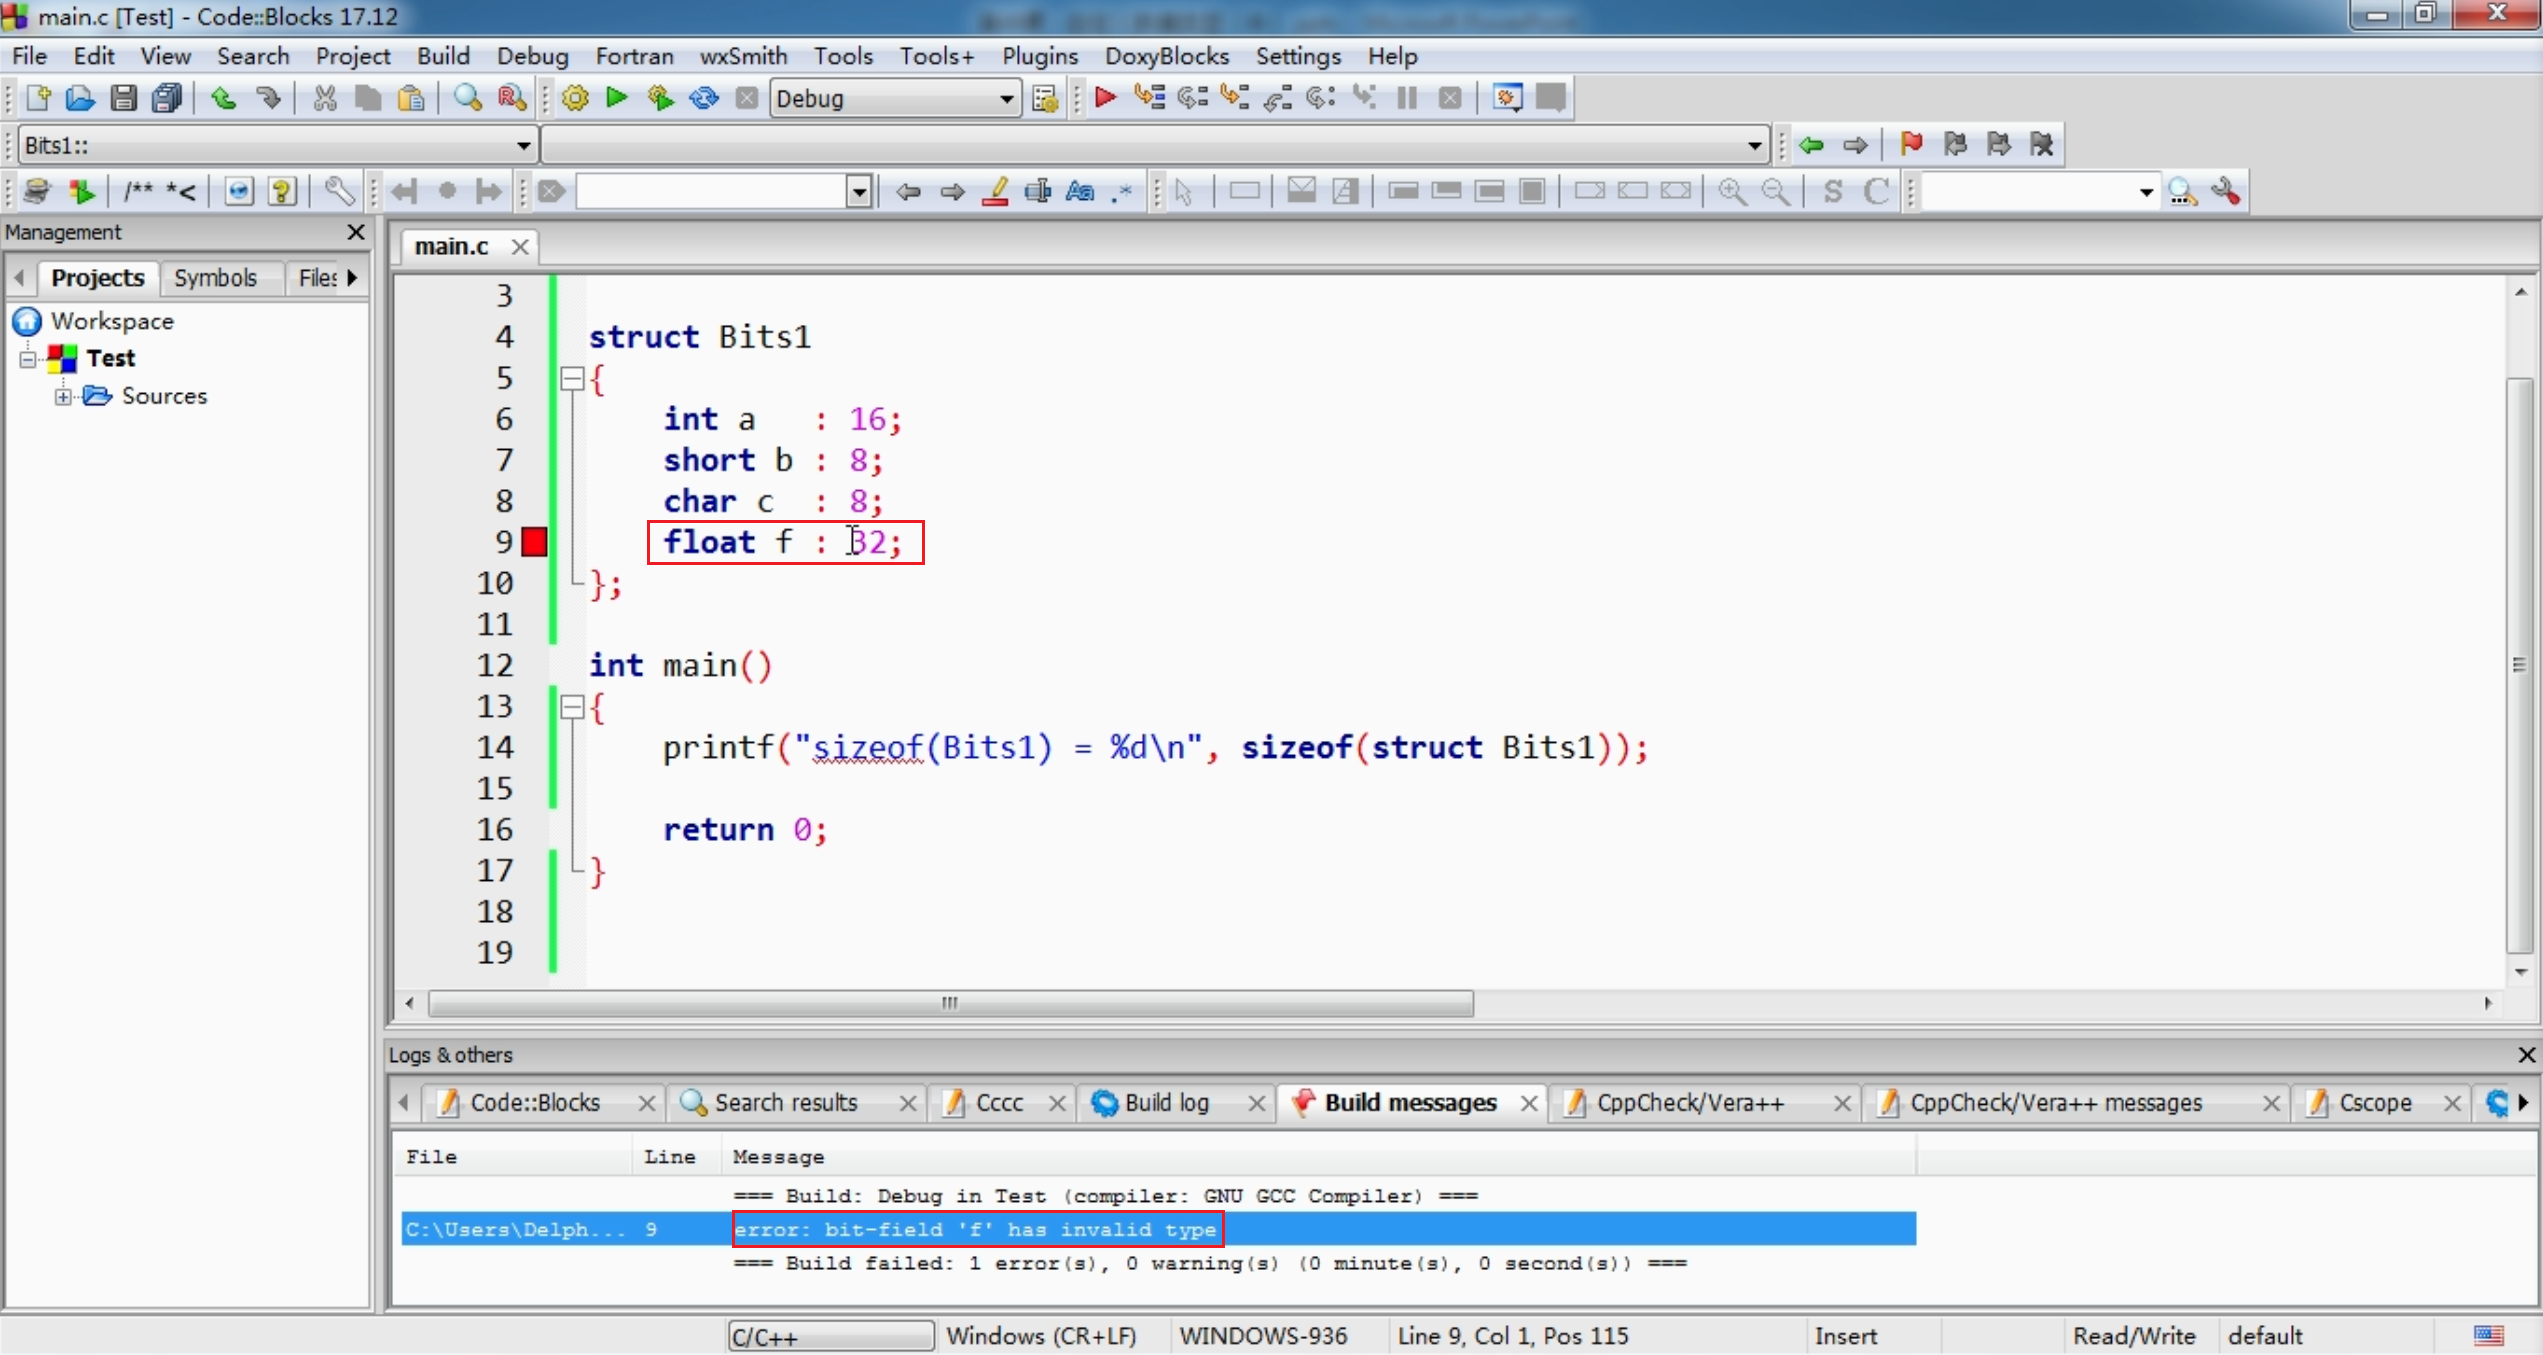 main.c [Test] - Code::Blocks 17.12
File Edit View Search Project Build Debug Fortran wxSmith Tools Tools+ Plugins DoxyBlocks Settings Help
Debug
Bits1::
/** *<
.*
S C
Management
main.c
Projects Symbols Files
Workspace
Test
Sources
3
4 struct Bits1
5 {
6 int a : 16;
7 short b : 8;
8 char c : 8;
9 float f : 32;
10 };
11
12 int main()
13 {
14 printf("sizeof(Bits1) = %d\n", sizeof(struct Bits1));
15
16 return 0;
17 }
18
19
Logs & others
Code::Blocks Search results Cccc Build log Build messages CppCheck/Vera++ CppCheck/Vera++ messages Cscope
File Line Message
=== Build: Debug in Test (compiler: GNU GCC Compiler) ===
C:\Users\Delph... 9 error: bit-field 'f' has invalid type
=== Build failed: 1 error(s), 0 warning(s) (0 minute(s), 0 second(s)) ===
C/C++ Windows (CR+LF) WINDOWS-936 Line 9, Col 1, Pos 115 Insert Read/Write default